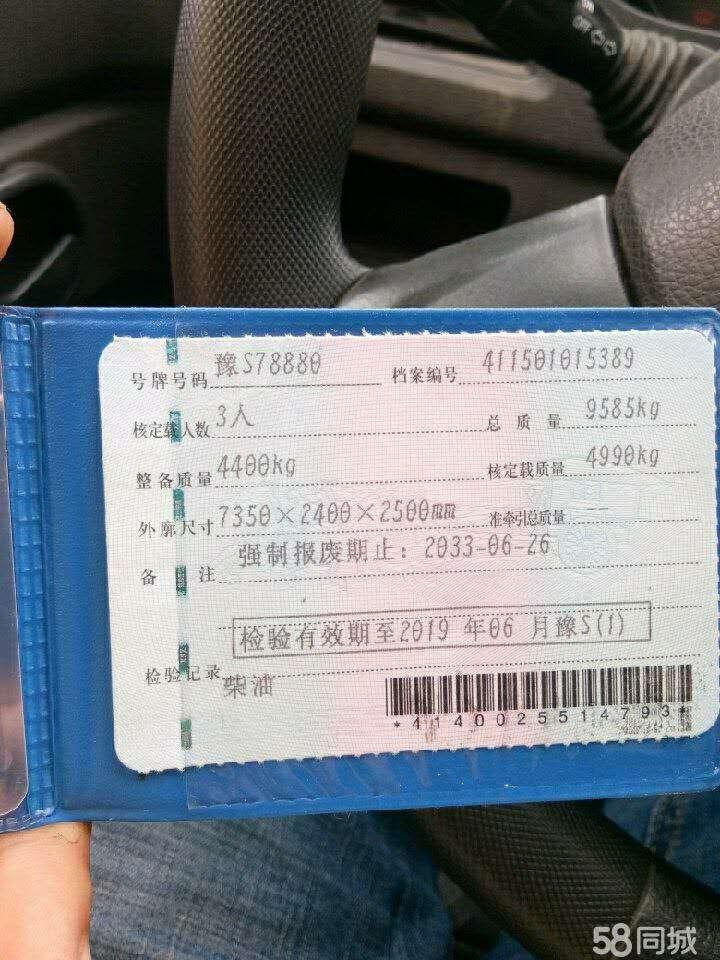 号牌号码 豫S78880 档案编号 411501015389
核定载人数 3人 总质量 9585kg
整备质量 4400kg 核定载质量 4990kg
外廓尺寸 7350×2400×2500mm 准牵引总质量 --
备注 强制报废期止：2033-06-26
检验有效期至2019年06月豫S(1)
检验记录
柴油
*4140025514793*
58同城